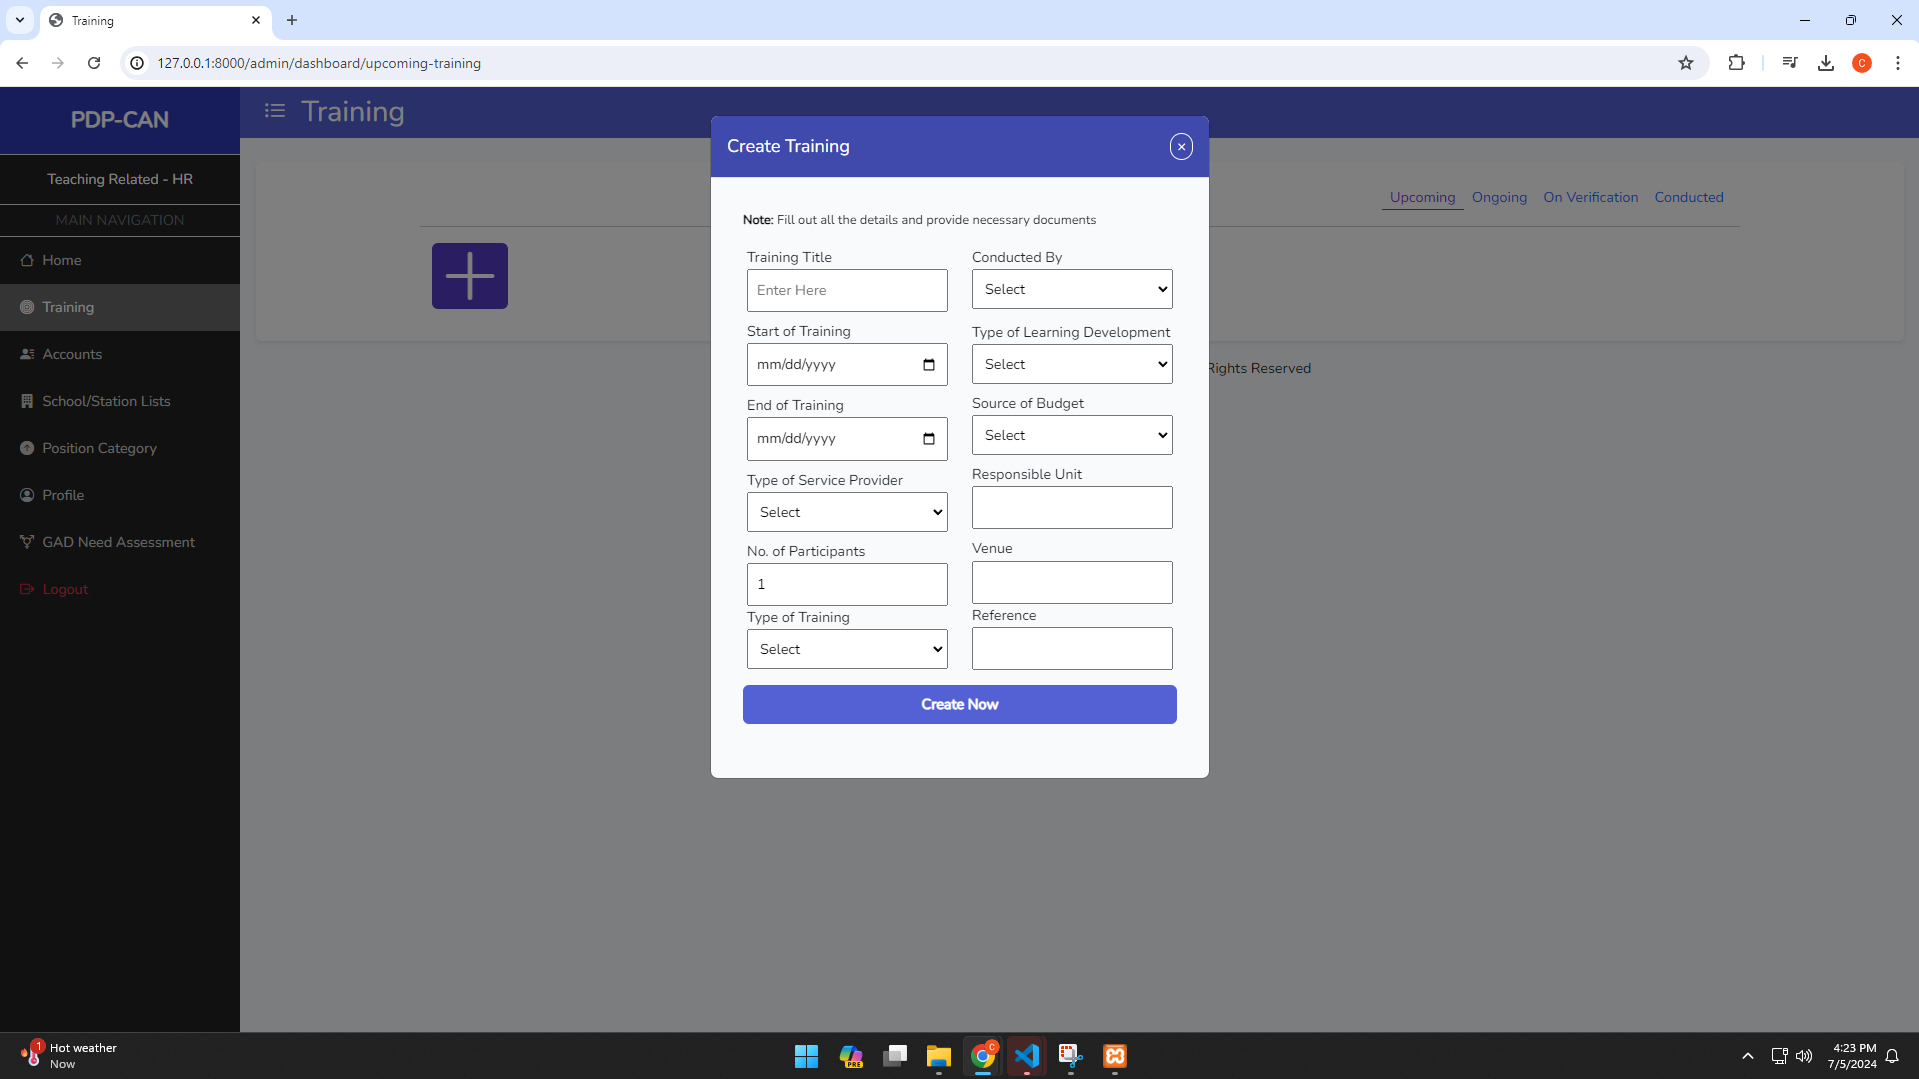 Training
127.0.0.1:8000/admin/dashboard/upcoming-training
C
PDP-CAN
Training
Teaching Related - HR
MAIN NAVIGATION
Home
Training
Accounts
School/Station Lists
Position Category
Profile
GAD Need Assessment
Logout
Upcoming Ongoing On Verification Conducted
Rights Reserved
Create Training
Note: Fill out all the details and provide necessary documents
Training Title
Enter Here
Conducted By
Select
Start of Training
mm/dd/yyyy
Type of Learning Development
Select
End of Training
mm/dd/yyyy
Source of Budget
Select
Type of Service Provider
Select
Responsible Unit
No. of Participants
1
Venue
Type of Training
Select
Reference
Create Now
1
Hot weather
Now
PRE
C
4:23 PM
7/5/2024